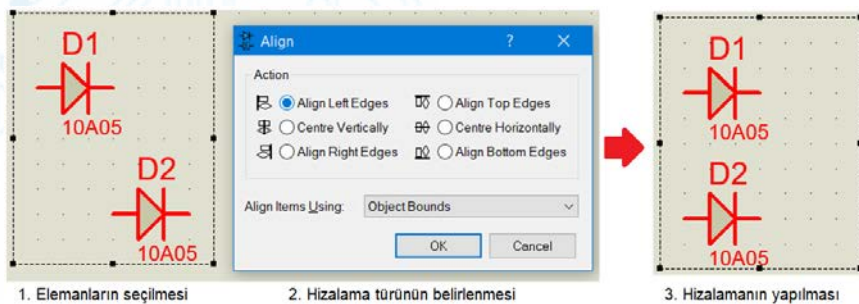 D1
10A05
D2
10A05
Align
?
Action
Align Left Edges
Align Top Edges
Centre Vertically
Centre Horizontally
Align Right Edges
Align Bottom Edges
Align Items Using:
Object Bounds
OK
Cancel
D1
10A05
D2
10A05
1. Elemanların seçilmesi
2. Hizalama türünün belirlenmesi
3. Hizalamanın yapılması